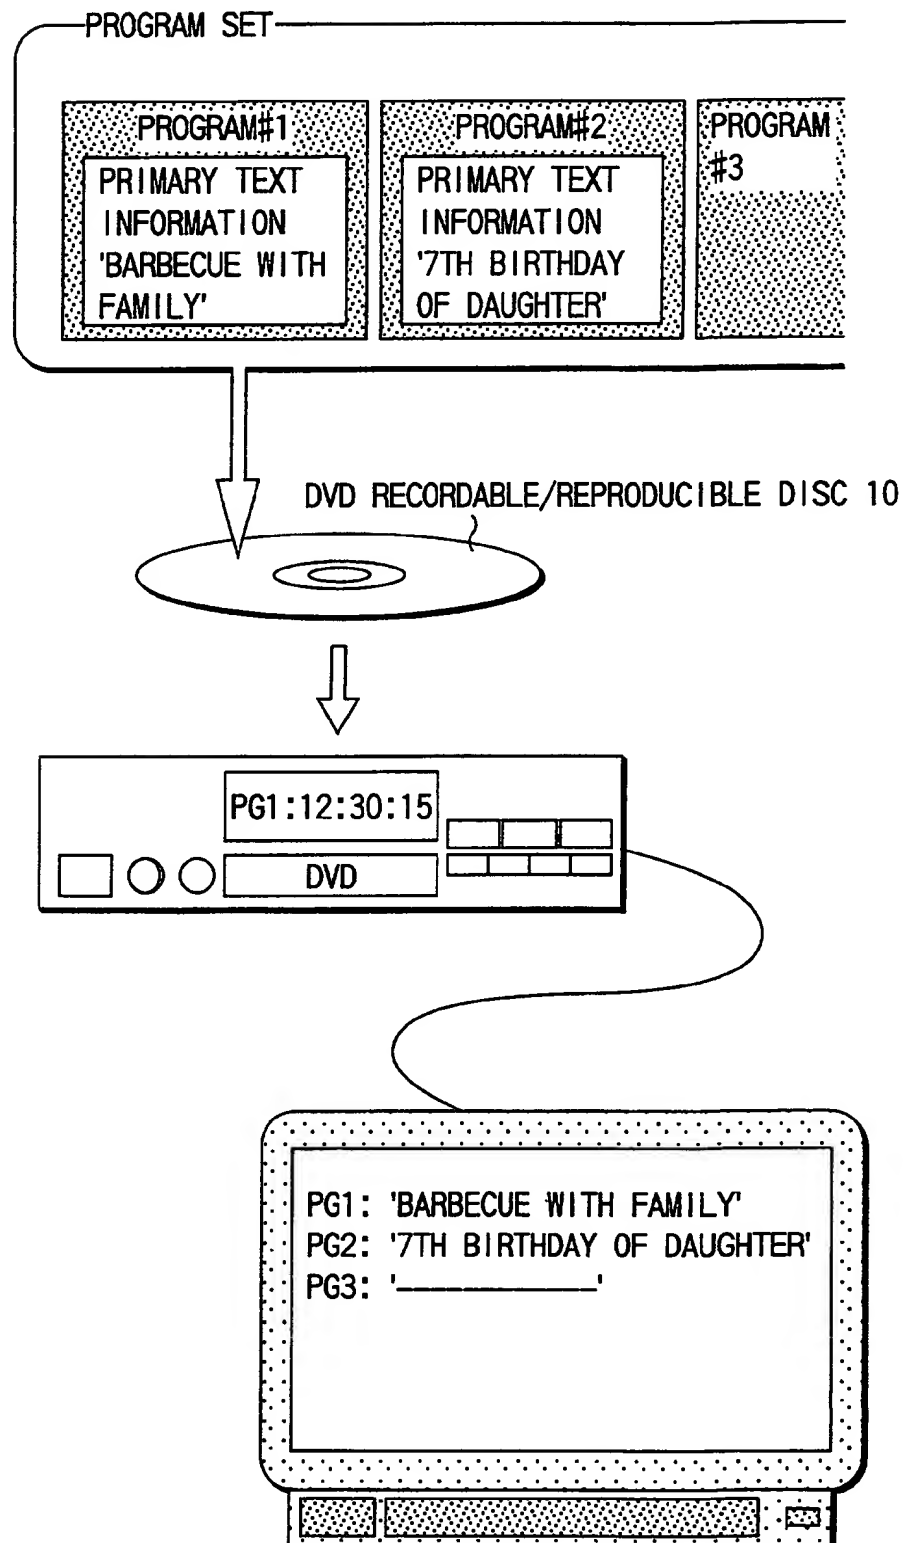 PROGRAM SET
PROGRAM#1
PRIMARY TEXT
INFORMATION
'BARBECUE WITH
FAMILY'
PROGRAM#2
PRIMARY TEXT
INFORMATION
'7TH BIRTHDAY
OF DAUGHTER'
PROGRAM
#3
DVD RECORDABLE/REPRODUCIBLE DISC 10
PG1:12:30:15
DVD
PG1: 'BARBECUE WITH FAMILY'
PG2: '7TH BIRTHDAY OF DAUGHTER'
PG3: '—————'